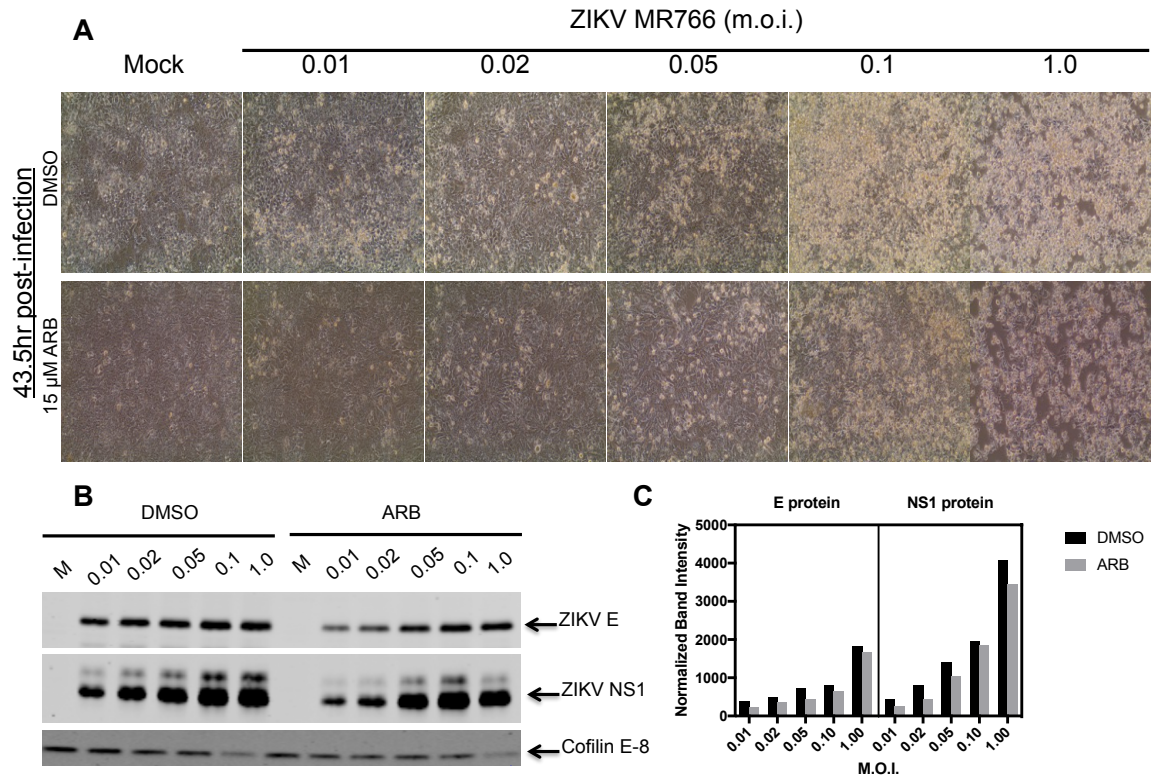 A
ZIKV MR766 (m.o.i.)
Mock 0.01 0.02 0.05 0.1 1.0
43.5hr post-infection
DMSO
15 µM ARB
B
DMSO ARB
M 0.01 0.02 0.05 0.1 1.0 M 0.01 0.02 0.05 0.1 1.0
ZIKV E
ZIKV NS1
Cofilin E-8
C
E protein NS1 protein
Normalized Band Intensity
5000
4000
3000
2000
1000
0
0.01 0.02 0.05 0.10 1.00 0.01 0.02 0.05 0.10 1.00
M.O.I.
DMSO
ARB